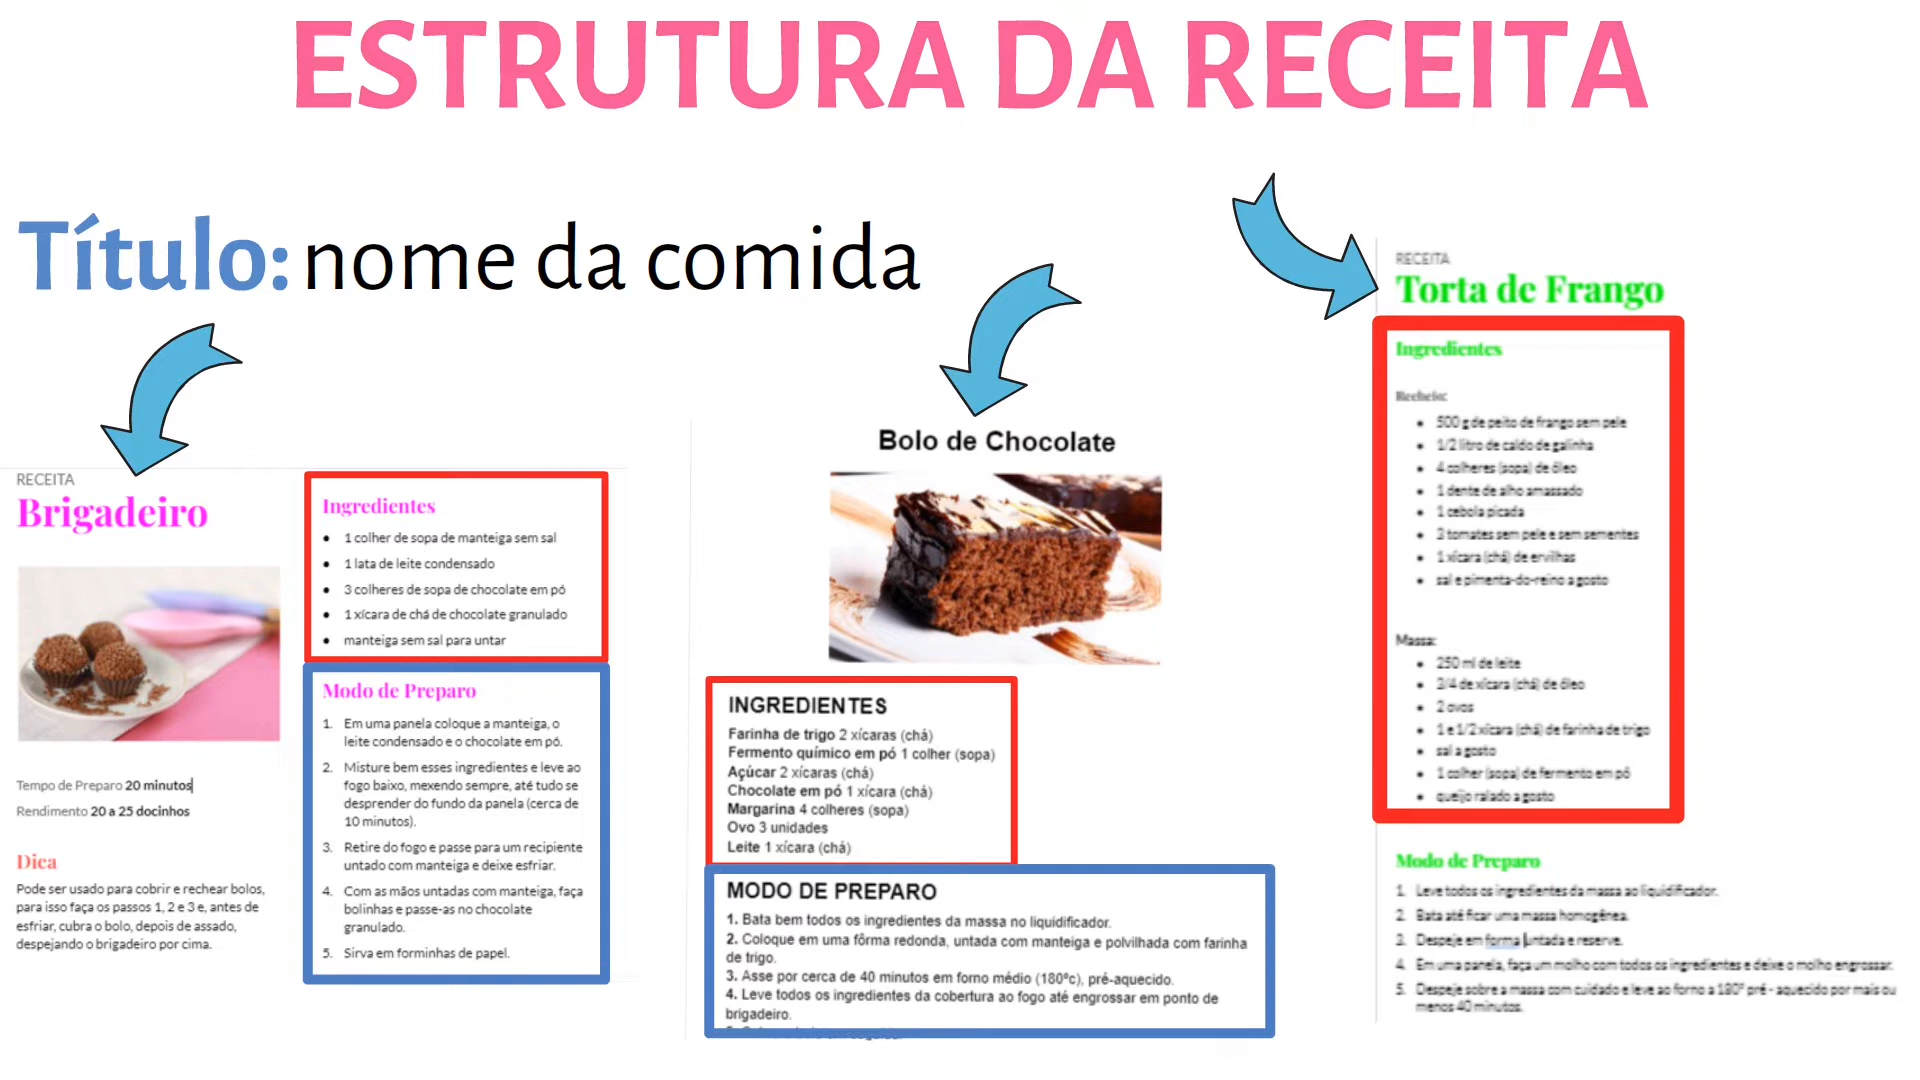 ESTRUTURA DA RECEITA
Título: nome da comida
RECEITA
Brigadeiro
Tempo de Preparo 20 minutos
Rendimento 20 a 25 docinhos
Dica
Pode ser usado para cobrir e rechear bolos,
para isso faça os passos 1, 2 e 3 e, antes de
esfriar, cubra o bolo, depois de assado,
despejando o brigadeiro por cima.
Ingredientes
• 1 colher de sopa de manteiga sem sal
• 1 lata de leite condensado
• 3 colheres de sopa de chocolate em pó
• 1 xícara de chá de chocolate granulado
• manteiga sem sal para untar
Modo de Preparo
1. Em uma panela coloque a manteiga, o
leite condensado e o chocolate em pó.
2. Misture bem esses ingredientes e leve ao
fogo baixo, mexendo sempre, até tudo se
desprender do fundo da panela (cerca de
10 minutos).
3. Retire do fogo e passe para um recipiente
untado com manteiga e deixe esfriar.
4. Com as mãos untadas com manteiga, faça
bolinhas e passe-as no chocolate
granulado.
5. Sirva em forminhas de papel.
Bolo de Chocolate
INGREDIENTES
Farinha de trigo 2 xícaras (chá)
Fermento químico em pó 1 colher (sopa)
Açúcar 2 xícaras (chá)
Chocolate em pó 1 xícara (chá)
Margarina 4 colheres (sopa)
Ovo 3 unidades
Leite 1 xícara (chá)
MODO DE PREPARO
1. Bata bem todos os ingredientes da massa no liquidificador.
2. Coloque em uma fôrma redonda, untada com manteiga e polvilhada com farinha
de trigo.
3. Asse por cerca de 40 minutos em forno médio (180ºc), pré-aquecido.
4. Leve todos os ingredientes da cobertura ao fogo até engrossar em ponto de
brigadeiro.
RECEITA
Torta de Frango
Ingredientes
Recheio:
• 500 g de peito de frango sem pele
• 1/2 litro de caldo de galinha
• 4 colheres (sopa) de óleo
• 1 dente de alho amassado
• 1 cebola picada
• 3 tomates sem pele e sem sementes
• 1 xícara (chá) de ervilhas
• sal e pimenta-do-reino a gosto
Massa:
• 250 ml de leite
• 3/4 de xícara (chá) de óleo
• 2 ovos
• 1 e 1/2 xícara (chá) de farinha de trigo
• sal a gosto
• 1 colher (sopa) de fermento em pó
• queijo ralado a gosto
Modo de Preparo
1. Leve todos os ingredientes da massa ao liquidificador.
2. Bata até ficar uma massa homogênea.
3. Despeje em forma untada e reserve.
4. Em uma panela, faça um molho com todos os ingredientes e deixe o molho engrossar.
5. Despeje sobre a massa com cuidado e leve ao forno a 180° pré - aquecido por mais ou
menos 40 minutos.